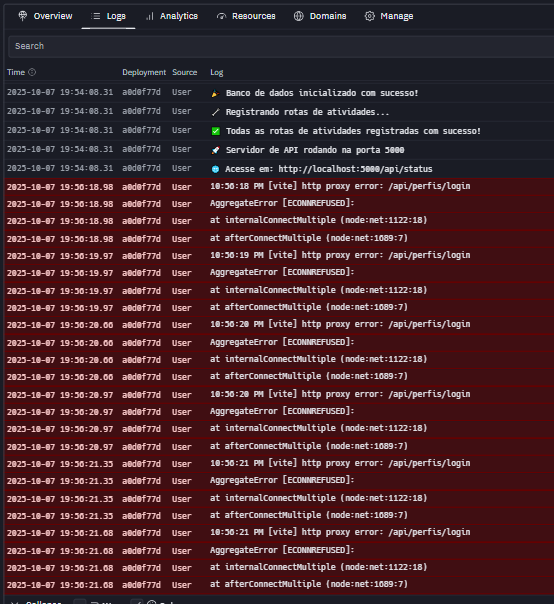 Overview Logs Analytics Resources Domains Manage
Search
Time Deployment Source Log
2025-10-07 19:54:08.31 a0d0f77d User 🎉 Banco de dados inicializado com sucesso!
2025-10-07 19:54:08.31 a0d0f77d User Registrando rotas de atividades...
2025-10-07 19:54:08.31 a0d0f77d User ✅ Todas as rotas de atividades registradas com sucesso!
2025-10-07 19:54:08.31 a0d0f77d User 🚀 Servidor de API rodando na porta 5000
2025-10-07 19:54:08.31 a0d0f77d User 🌐 Acesse em: http://localhost:5000/api/status
2025-10-07 19:56:18.98 a0d0f77d User 10:56:18 PM [vite] http proxy error: /api/perfis/login
2025-10-07 19:56:18.98 a0d0f77d User AggregateError [ECONNREFUSED]:
2025-10-07 19:56:18.98 a0d0f77d User at internalConnectMultiple (node:net:1122:18)
2025-10-07 19:56:18.98 a0d0f77d User at afterConnectMultiple (node:net:1689:7)
2025-10-07 19:56:19.97 a0d0f77d User 10:56:19 PM [vite] http proxy error: /api/perfis/login
2025-10-07 19:56:19.97 a0d0f77d User AggregateError [ECONNREFUSED]:
2025-10-07 19:56:19.97 a0d0f77d User at internalConnectMultiple (node:net:1122:18)
2025-10-07 19:56:19.97 a0d0f77d User at afterConnectMultiple (node:net:1689:7)
2025-10-07 19:56:20.66 a0d0f77d User 10:56:20 PM [vite] http proxy error: /api/perfis/login
2025-10-07 19:56:20.66 a0d0f77d User AggregateError [ECONNREFUSED]:
2025-10-07 19:56:20.66 a0d0f77d User at internalConnectMultiple (node:net:1122:18)
2025-10-07 19:56:20.66 a0d0f77d User at afterConnectMultiple (node:net:1689:7)
2025-10-07 19:56:20.97 a0d0f77d User 10:56:20 PM [vite] http proxy error: /api/perfis/login
2025-10-07 19:56:20.97 a0d0f77d User AggregateError [ECONNREFUSED]:
2025-10-07 19:56:20.97 a0d0f77d User at internalConnectMultiple (node:net:1122:18)
2025-10-07 19:56:20.97 a0d0f77d User at afterConnectMultiple (node:net:1689:7)
2025-10-07 19:56:21.35 a0d0f77d User 10:56:21 PM [vite] http proxy error: /api/perfis/login
2025-10-07 19:56:21.35 a0d0f77d User AggregateError [ECONNREFUSED]:
2025-10-07 19:56:21.35 a0d0f77d User at internalConnectMultiple (node:net:1122:18)
2025-10-07 19:56:21.35 a0d0f77d User at afterConnectMultiple (node:net:1689:7)
2025-10-07 19:56:21.68 a0d0f77d User 10:56:21 PM [vite] http proxy error: /api/perfis/login
2025-10-07 19:56:21.68 a0d0f77d User AggregateError [ECONNREFUSED]:
2025-10-07 19:56:21.68 a0d0f77d User at internalConnectMultiple (node:net:1122:18)
2025-10-07 19:56:21.68 a0d0f77d User at afterConnectMultiple (node:net:1689:7)